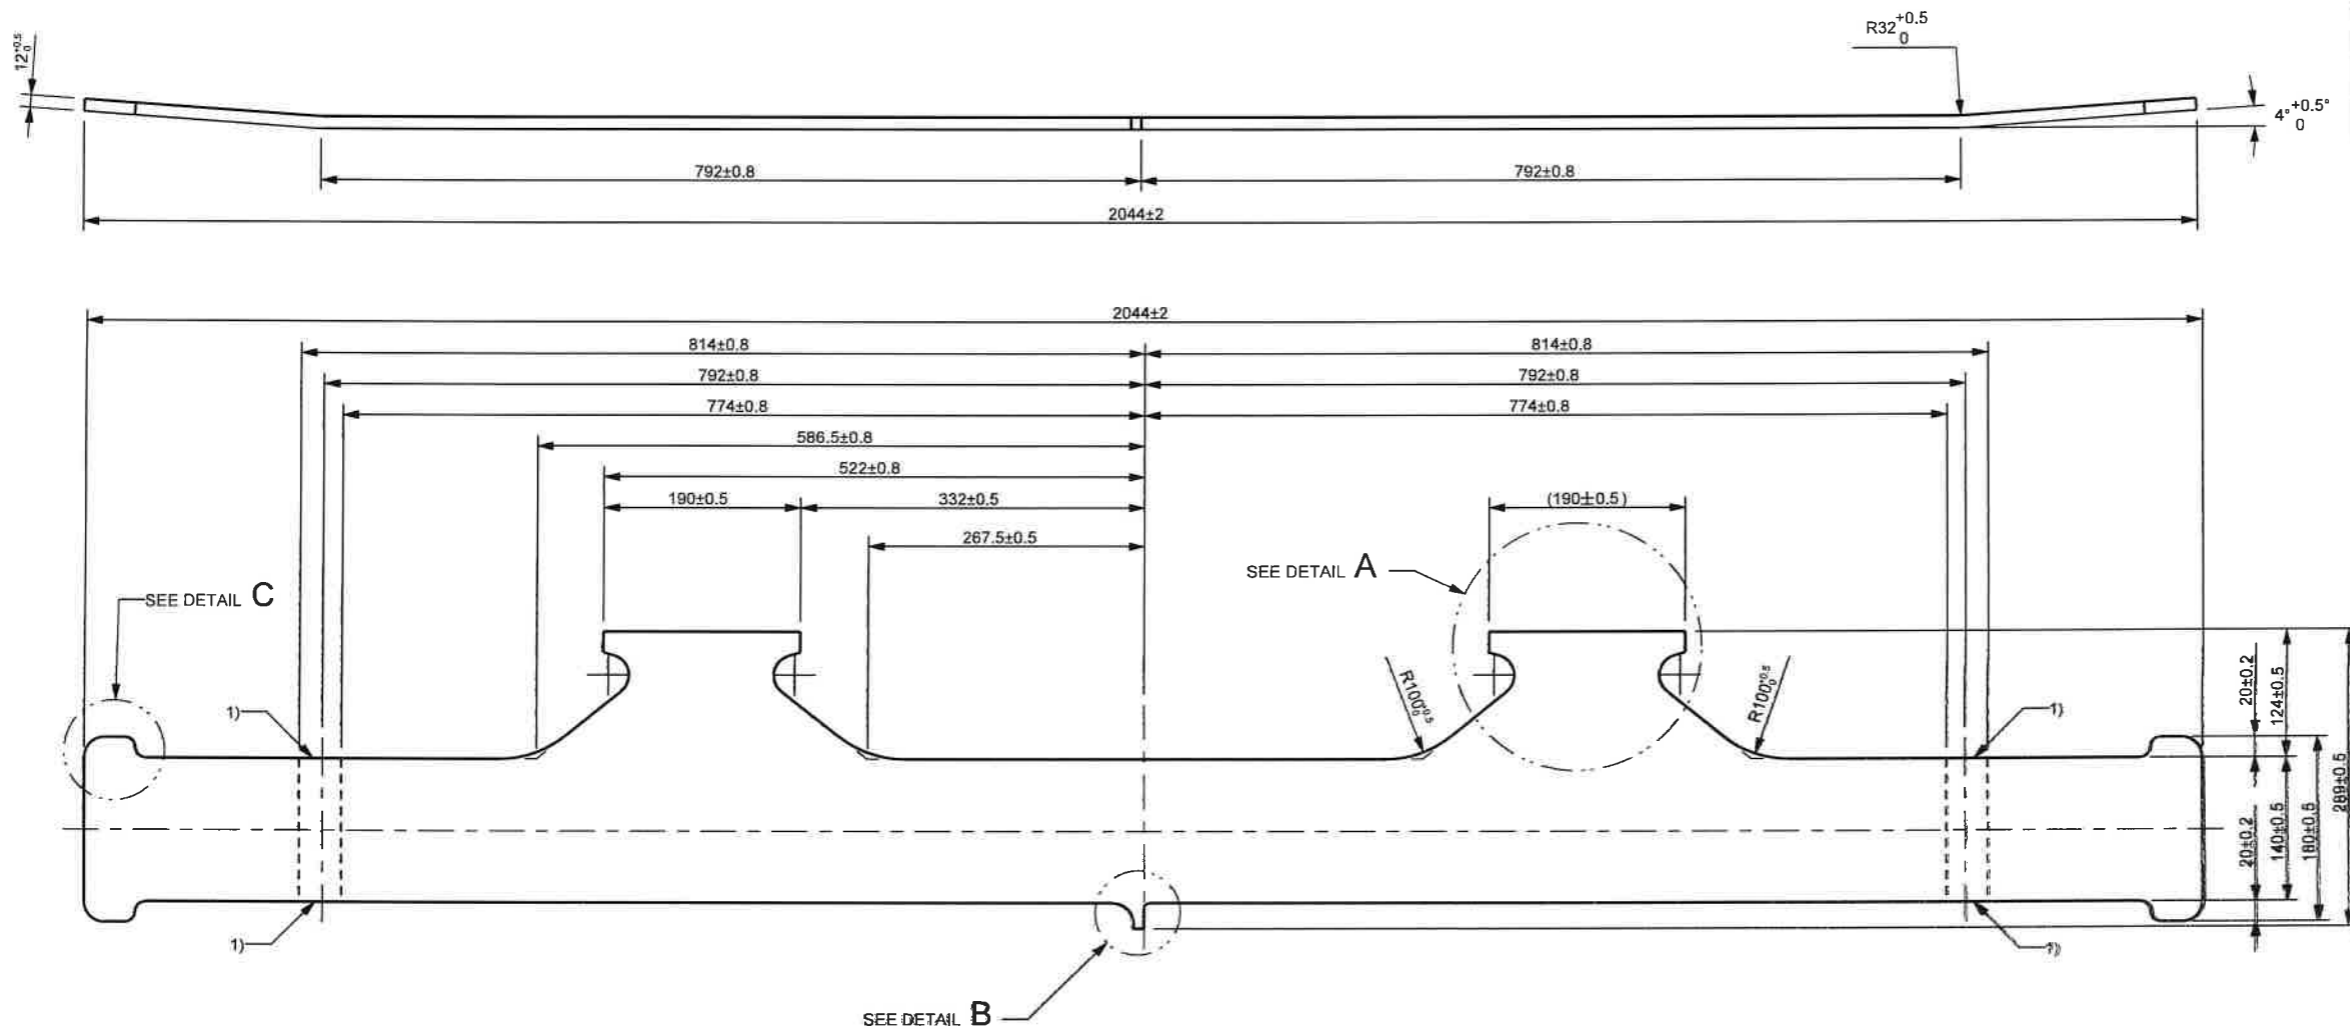 R32 +0.5 0
12 +0.5 0
4° +0.5° 0
792±0.8 792±0.8
2044±2
2044±2
814±0.8 814±0.8
792±0.8 792±0.8
774±0.8 774±0.8
586.5±0.8
522±0.8
190±0.5 332±0.5 (190±0.5)
267.5±0.5
SEE DETAIL A
SEE DETAIL C
R100 +0.5 0
R100 +0.5 0
20±0.2
124±0.5
1) 1)
20±0.2
140±0.5
180±0.5
289±0.5
1) 1)
SEE DETAIL B